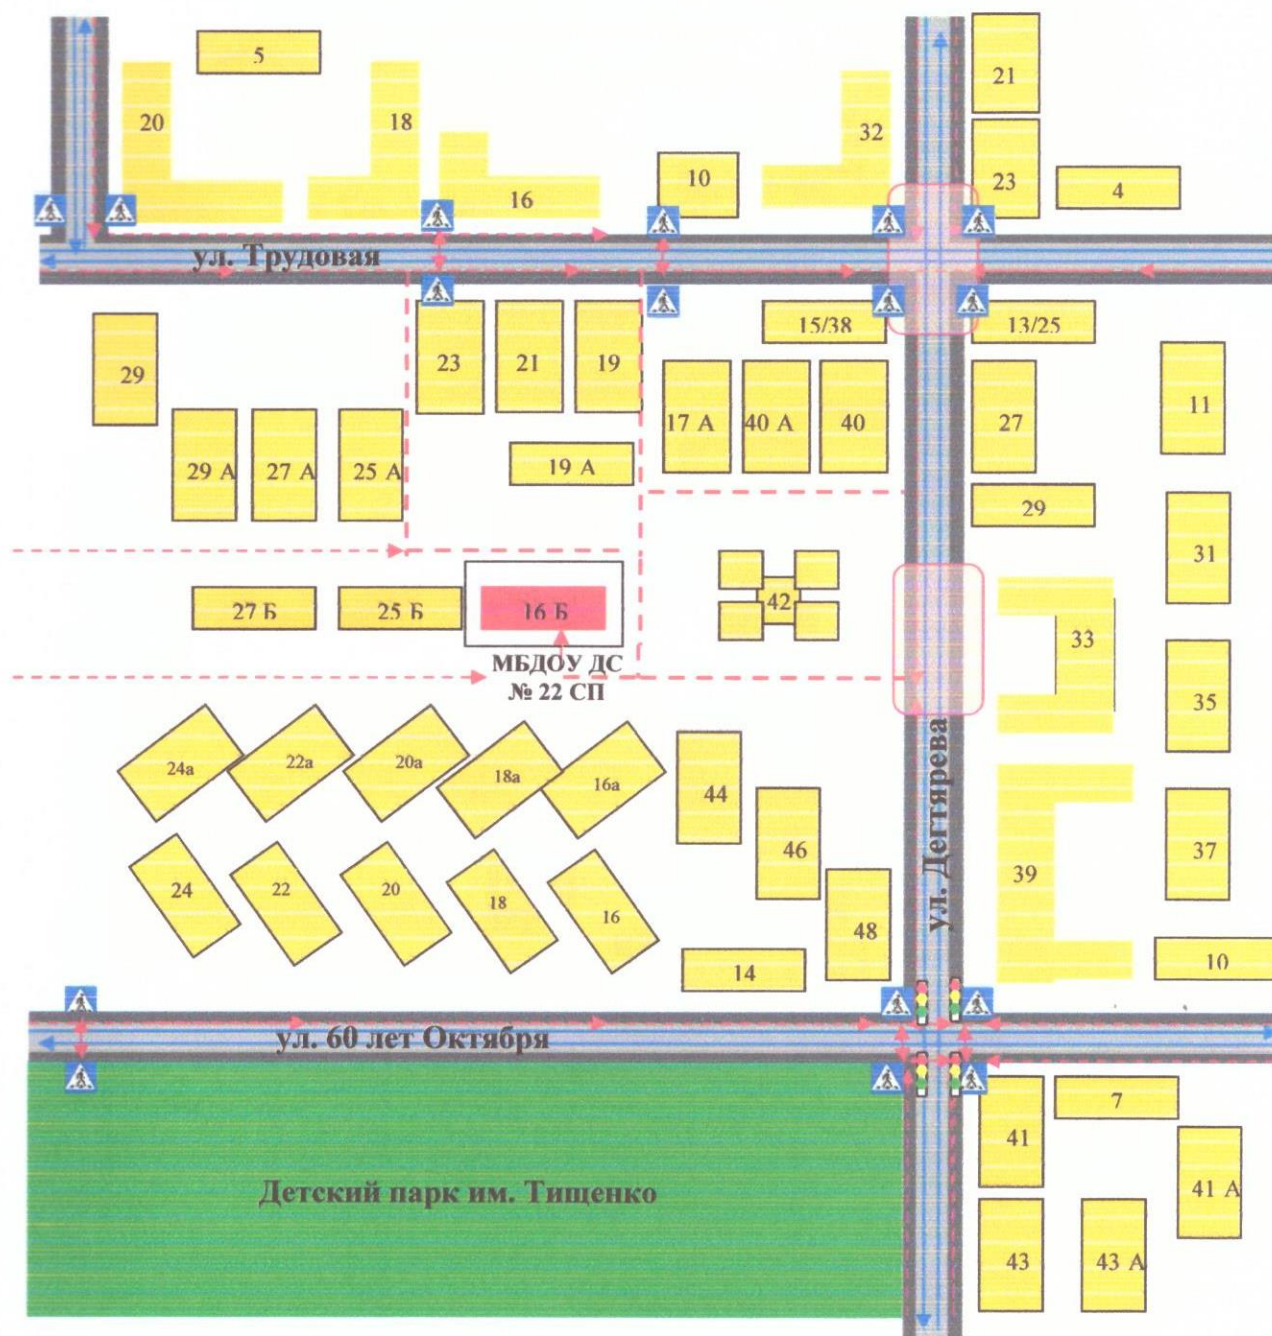 5
21
20
18
32
10
23
4
16
ул. Трудовая
15/38
13/25
29
23
21
19
17 А
40 А
40
27
11
29 А
27 А
25 А
19 А
29
31
27 Б
25 Б
16 Б
42
33
МБДОУ ДС
№ 22 СП
35
24а
22а
20а
18а
16а
44
46
ул. Дегтярева
37
39
24
22
20
18
16
48
14
10
ул. 60 лет Октября
7
41
Детский парк им. Тищенко
41 А
43
43 А